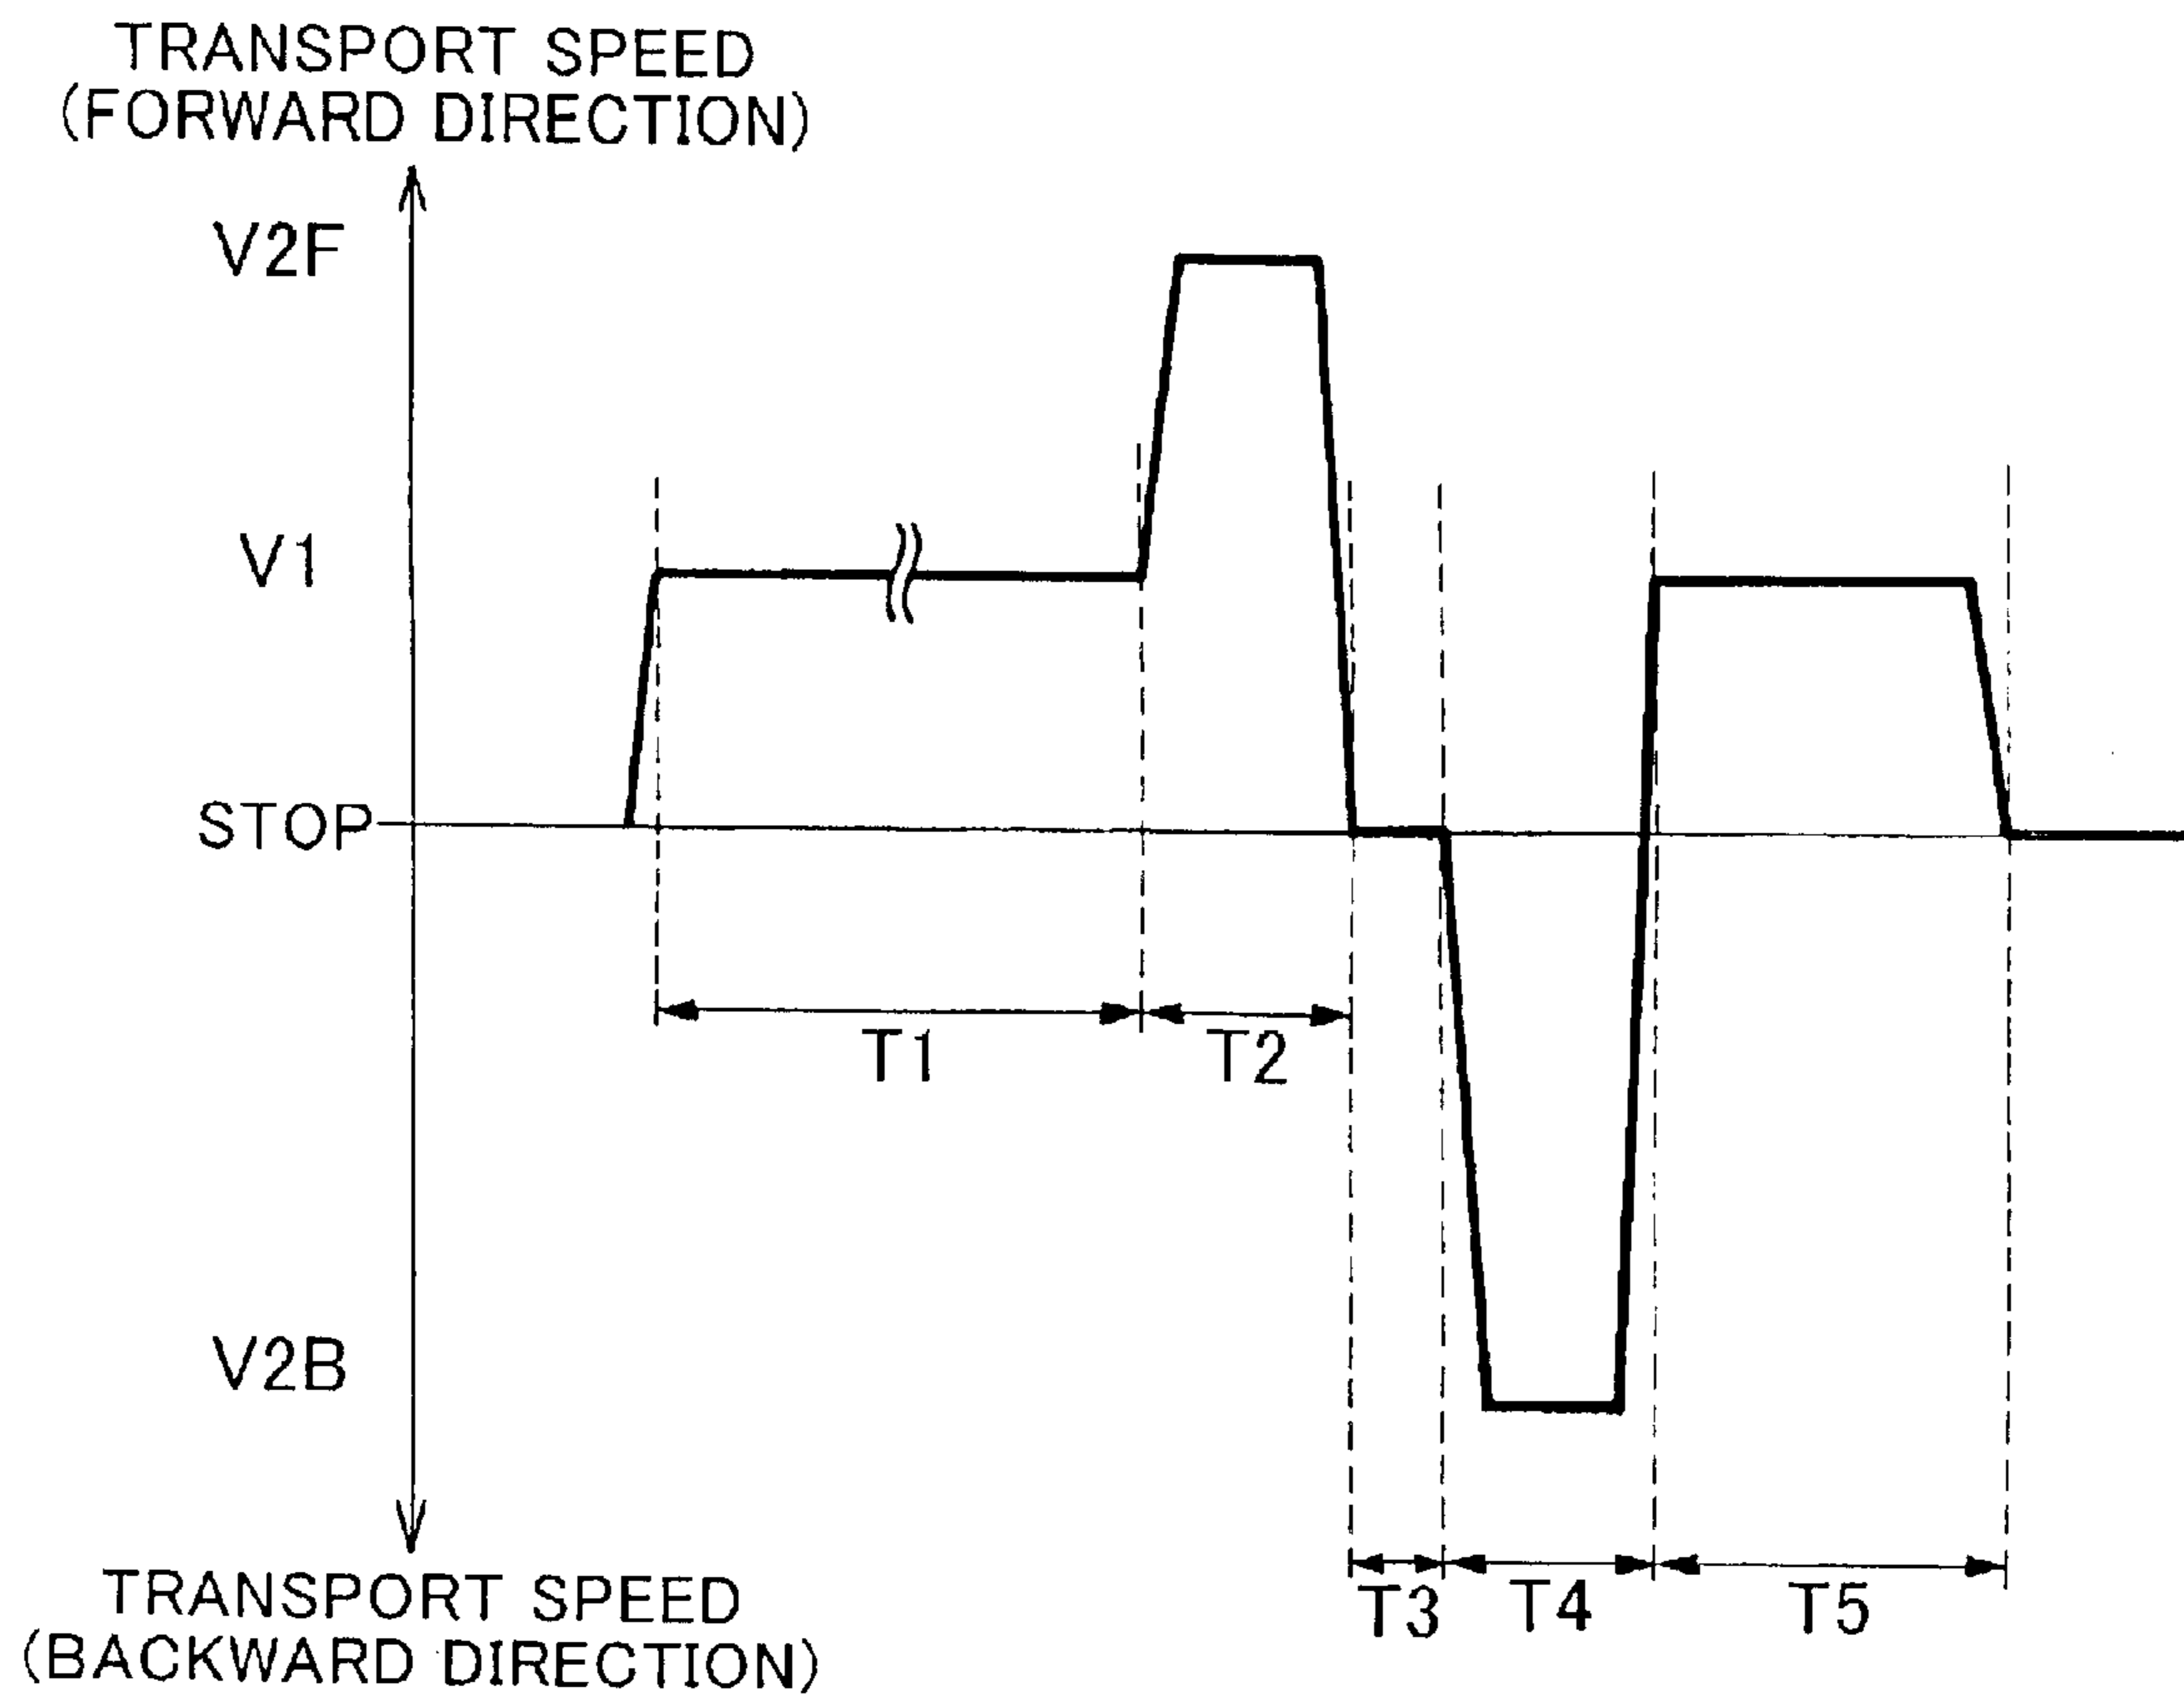 TRANSPORT SPEED
(FORWARD DIRECTION)
V2F
V1
STOP
T1
T2
V2B
T3
T4
T5
TRANSPORT SPEED
(BACKWARD DIRECTION)